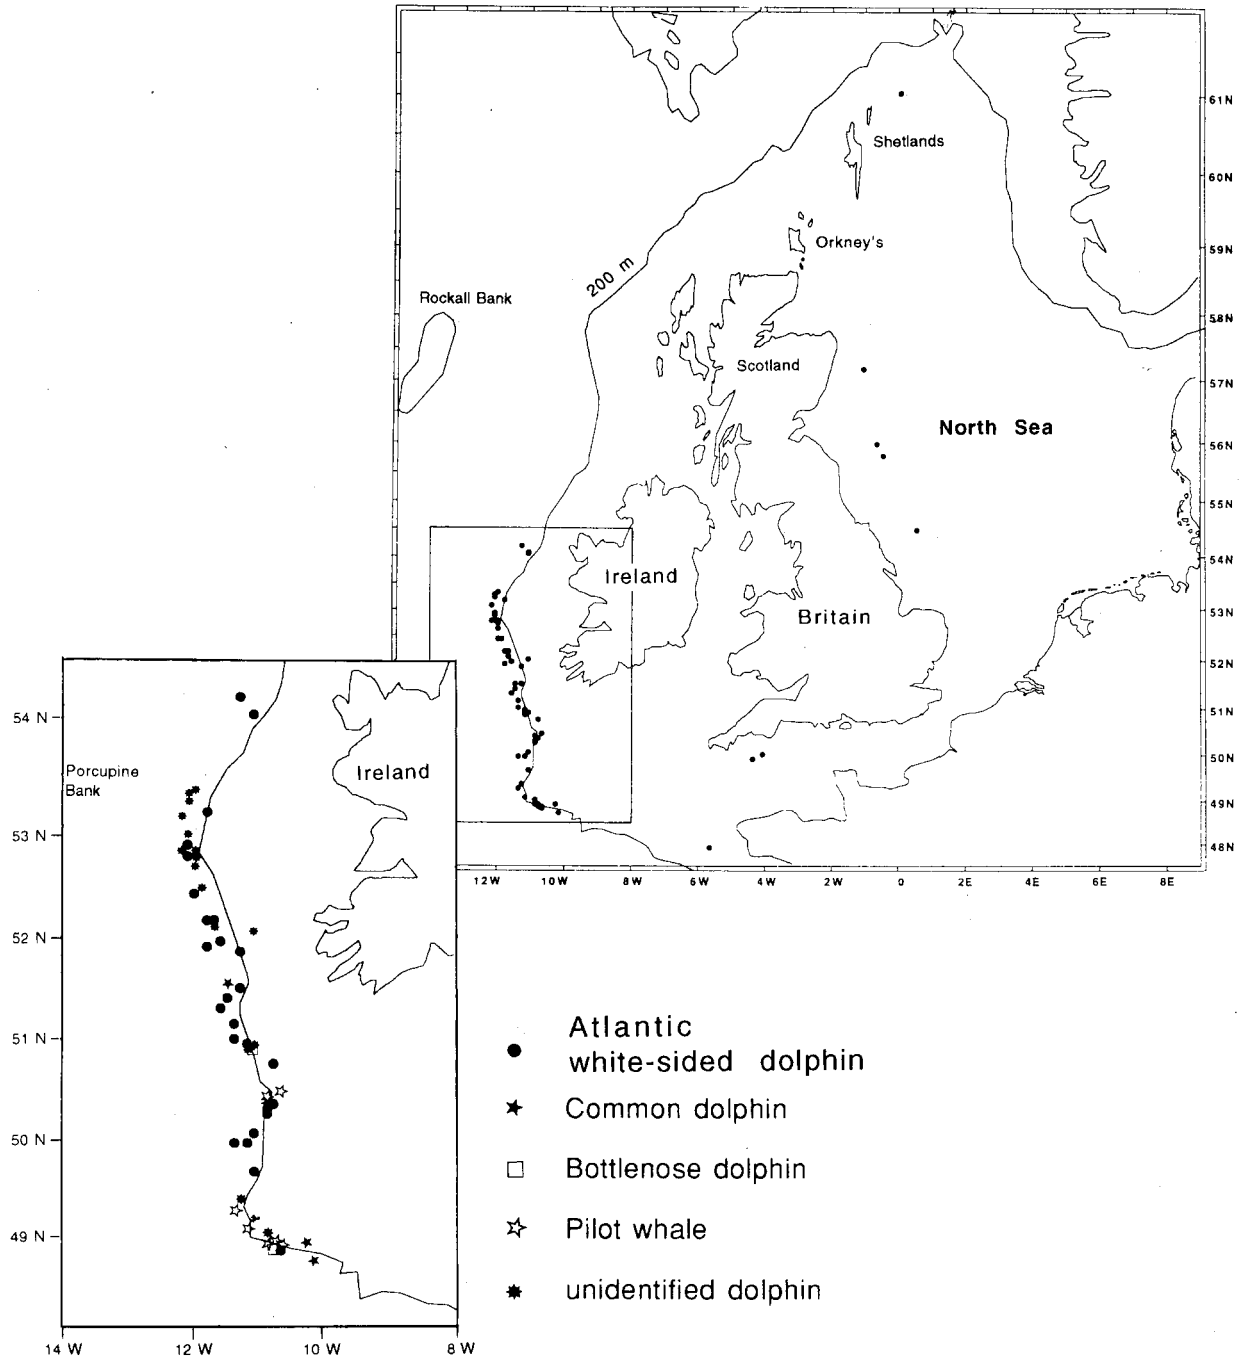 61N
Shetlands
60N
Orkney's
59N
200 m
Rockall Bank
58N
Scotland
57N
North Sea
56N
55N
54N
Ireland
53N
Britain
52N
51N
50N
49N
48N
12W 10W 8W 6W 4W 2W 0 2E 4E 6E 8E
54 N
Porcupine
Bank
Ireland
53 N
52 N
51 N
50 N
49 N
14 W 12 W 10 W 8 W
Atlantic
white-sided dolphin
Common dolphin
Bottlenose dolphin
Pilot whale
unidentified dolphin